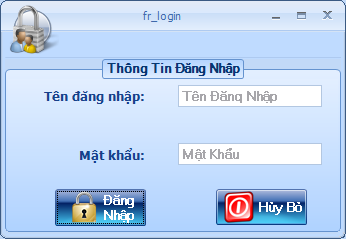 fr_login
Thông Tin Đăng Nhập
Tên đăng nhập:
Tên Đăng Nhập
Mật khẩu:
Mật Khẩu
Đăng
Nhập
Hủy Bỏ